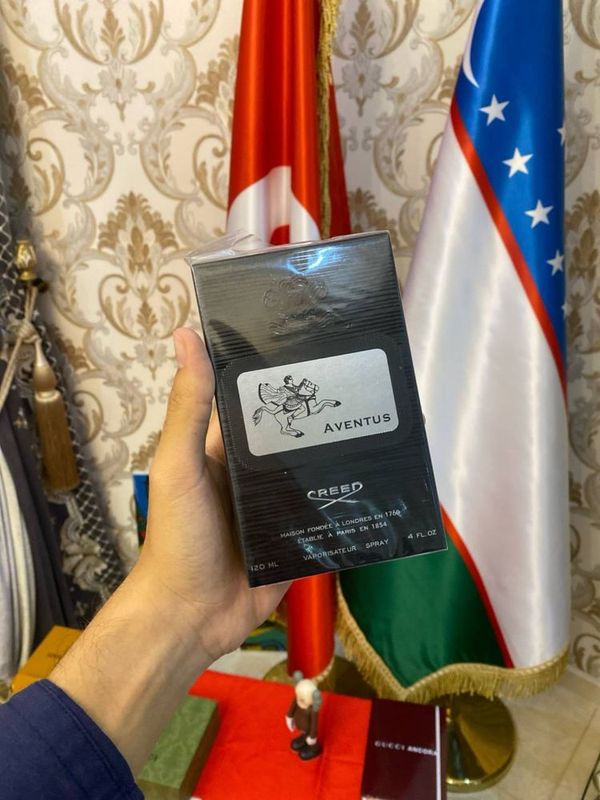 AVENTUS
CREED
MAISON FONDÉE À LONDRES EN 1760
ÉTABLIE À PARIS EN 1854
120 ML VAPORISATEUR SPRAY 4 FL.OZ
GUCCI ANCORA